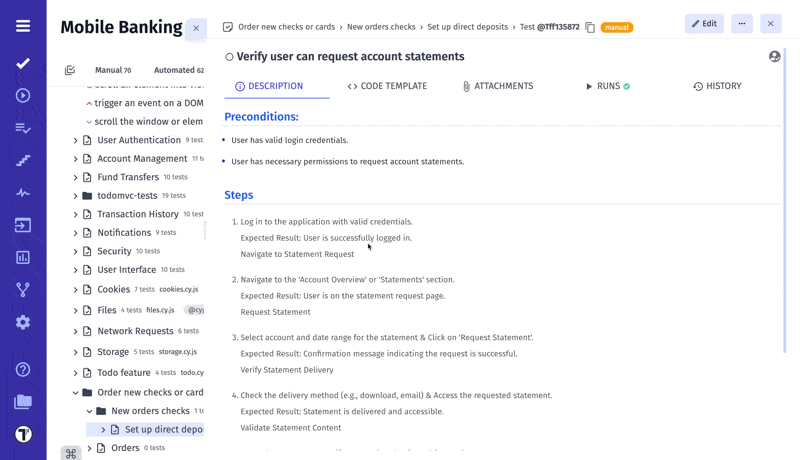 Mobile Banking
Manual 70
Automated 62
trigger an event on a DOM
scroll the window or elem
User Authentication 9 test
Account Management 11 t
Fund Transfers 10 tests
todomvc-tests 19 tests
Transaction History 10 test
Notifications 9 tests
Security 10 tests
User Interface 10 tests
Cookies 7 tests cookies.cy.js
Files 4 tests files.cy.js @cy
Network Requests 6 tests
Storage 5 tests storage.cy.js
Todo feature 4 tests todo.cy
Order new checks or card
New orders checks 1 t
Set up direct depo
Orders 0 tests
Order new checks or cards > New orders checks > Set up direct deposits > Test @Tff135872 manual
Edit
Verify user can request account statements
DESCRIPTION
CODE TEMPLATE
ATTACHMENTS
RUNS
HISTORY
Preconditions:
User has valid login credentials.
User has necessary permissions to request account statements.
Steps
1. Log in to the application with valid credentials.
Expected Result: User is successfully logged in.
Navigate to Statement Request
2. Navigate to the 'Account Overview' or 'Statements' section.
Expected Result: User is on the statement request page.
Request Statement
3. Select account and date range for the statement & Click on 'Request Statement'.
Expected Result: Confirmation message indicating the request is successful.
Verify Statement Delivery
4. Check the delivery method (e.g., download, email) & Access the requested statement.
Expected Result: Statement is delivered and accessible.
Validate Statement Content